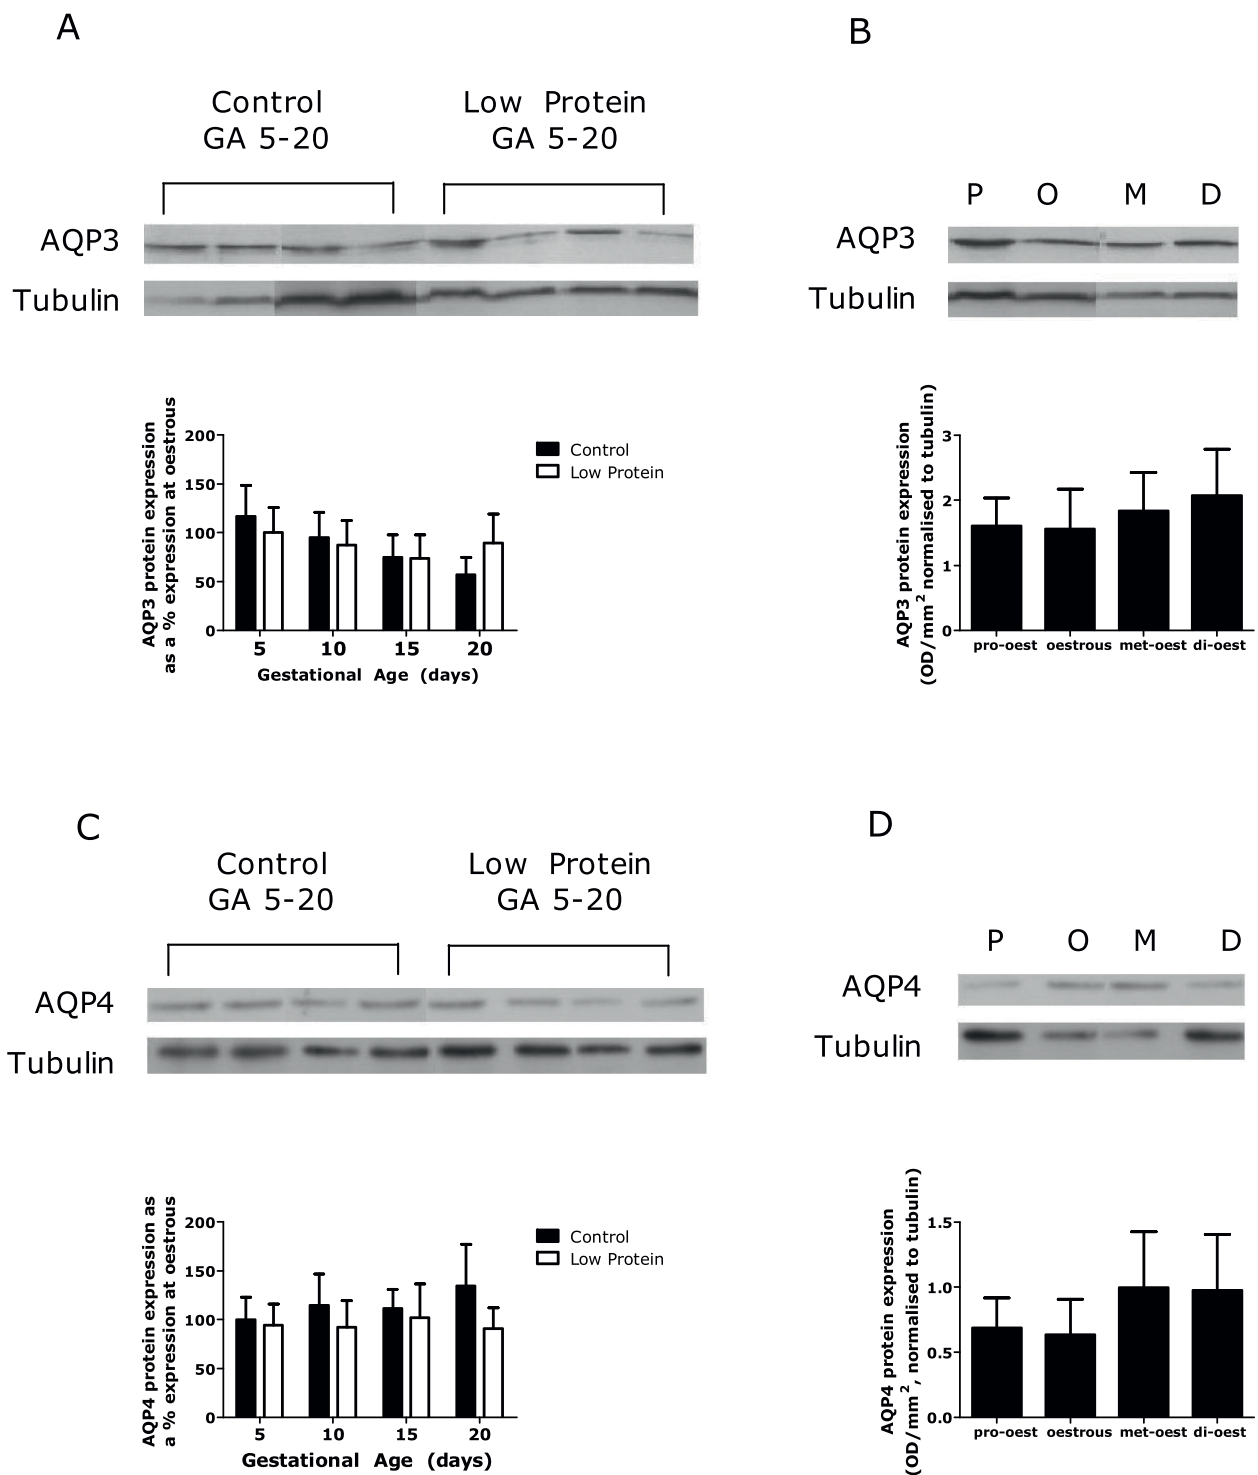 A
Control
GA 5-20
Low Protein
GA 5-20
AQP3
Tubulin
AQP3 protein expression
as a % expression at oestrous
200
150
100
50
0
5 10 15 20
Gestational Age (days)
Control
Low Protein
B
P O M D
AQP3
Tubulin
AQP3 protein expression
(OD/mm² normalised to tubulin)
3
2
1
0
pro-oest oestrous met-oest di-oest
C
Control
GA 5-20
Low Protein
GA 5-20
AQP4
Tubulin
AQP4 protein expression as
a % expression at oestrous
200
150
100
50
0
5 10 15 20
Gestational Age (days)
Control
Low Protein
D
P O M D
AQP4
Tubulin
AQP4 protein expression
(OD/mm², normalised to tubulin)
1.5
1.0
0.5
0.0
pro-oest oestrous met-oest di-oest